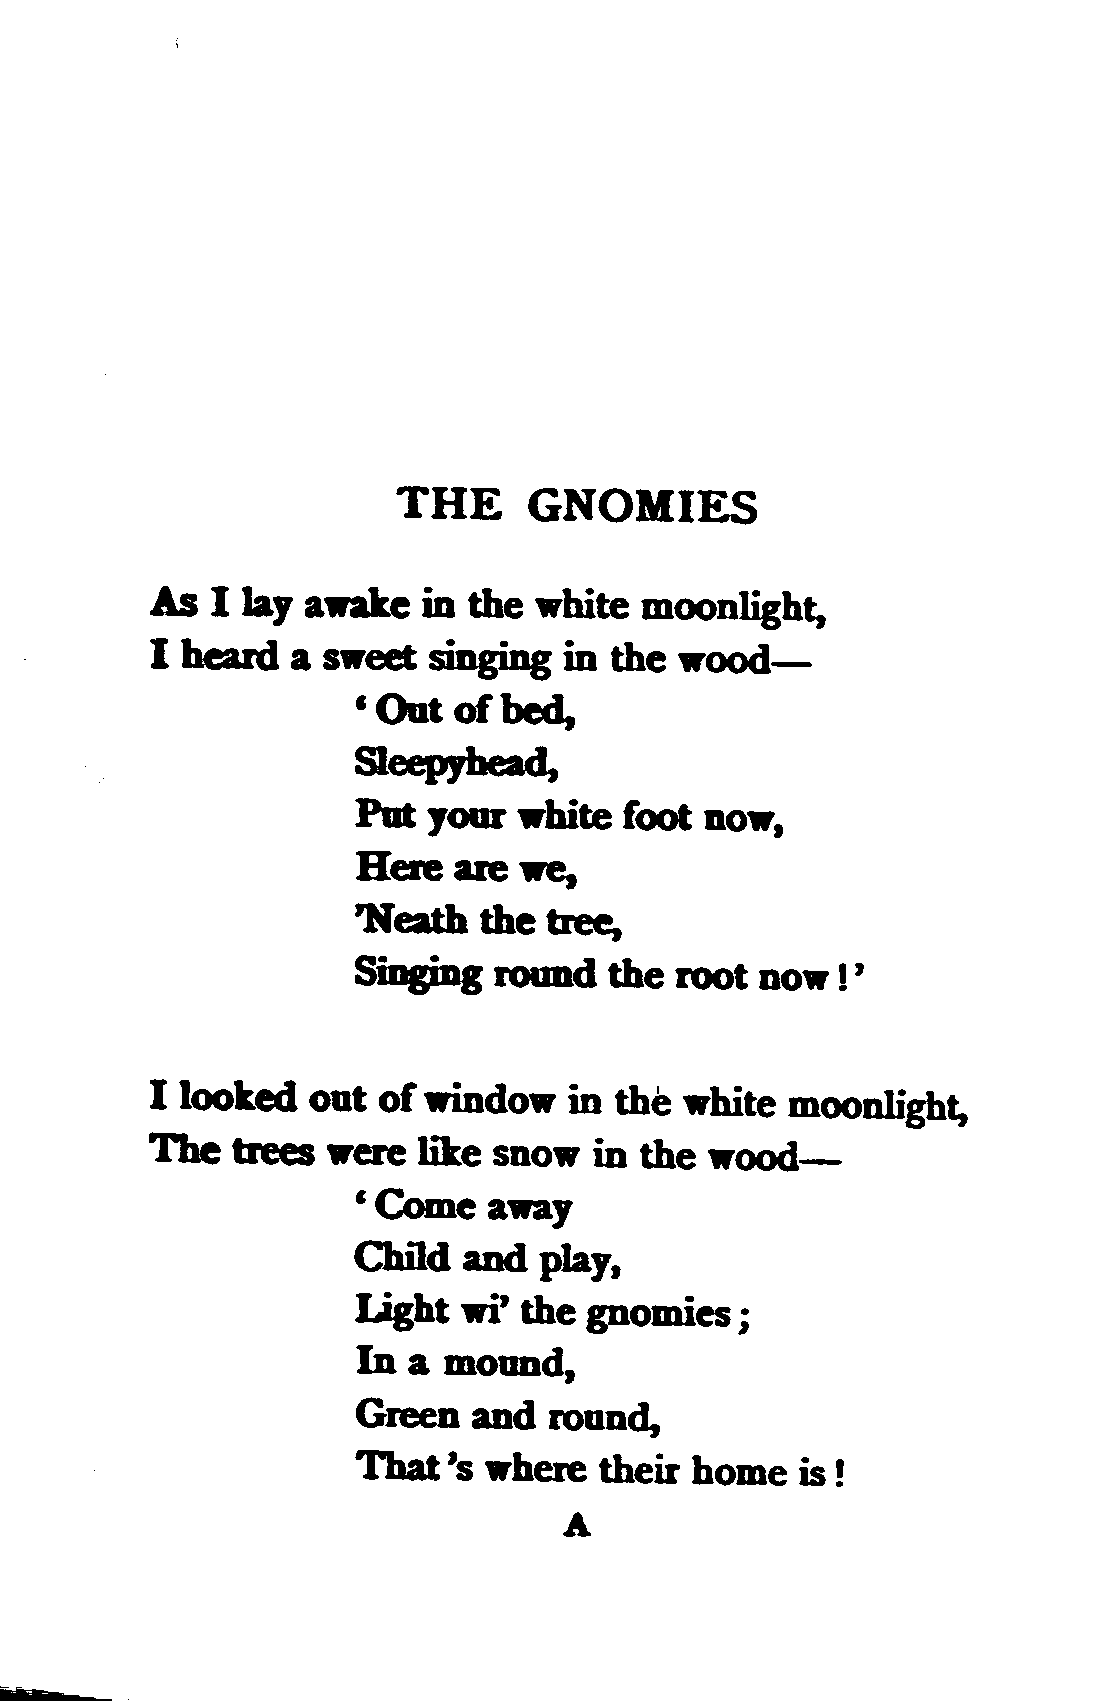 THE GNOMIES
As I lay awake in the white moonlight,
I heard a sweet singing in the wood—
‘ Out of bed,
Sleepyhead,
Put your white foot now,
Here are we,
’Neath the tree,
Singing round the root now ! ’
I looked out of window in the white moonlight,
The trees were like snow in the wood—
‘ Come away
Child and play,
Light wi’ the gnomies ;
In a mound,
Green and round,
That ’s where their home is !
A